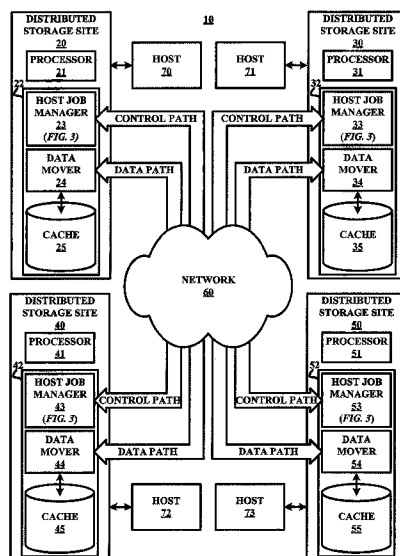 10
DISTRIBUTED
STORAGE SITE
20
PROCESSOR
21
22
HOST JOB
MANAGER
23
(FIG. 3)
DATA
MOVER
24
CACHE
25
HOST
70
HOST
71
DISTRIBUTED
STORAGE SITE
30
PROCESSOR
31
32
HOST JOB
MANAGER
33
(FIG. 3)
DATA
MOVER
34
CACHE
35
CONTROL PATH
CONTROL PATH
DATA PATH
DATA PATH
NETWORK
60
DISTRIBUTED
STORAGE SITE
40
PROCESSOR
41
42
HOST JOB
MANAGER
43
(FIG. 3)
DATA
MOVER
44
CACHE
45
CONTROL PATH
CONTROL PATH
DATA PATH
DATA PATH
HOST
72
HOST
73
DISTRIBUTED
STORAGE SITE
50
PROCESSOR
51
52
HOST JOB
MANAGER
53
(FIG. 3)
DATA
MOVER
54
CACHE
55